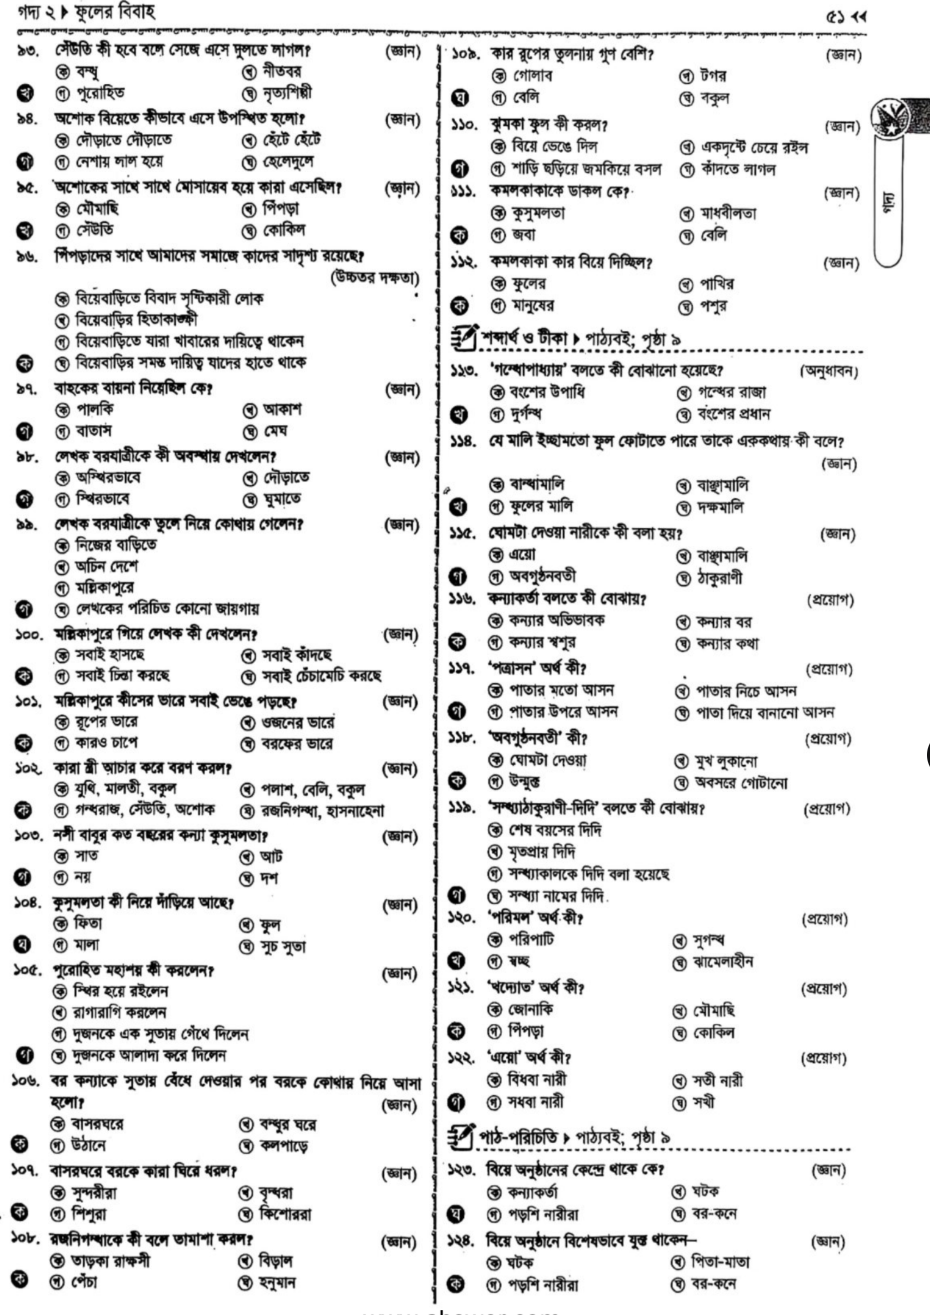 গদ্য ২ ▶ ফুলের বিবাহ
৫১ ◀◀
৯৩. সেঁউতি কী হবে বলে সেজে এসে দুলতে লাগল? (জ্ঞান)
ক বন্ধু খ নীতবর
খ গ পুরোহিত ঘ নৃত্যশিল্পী
৯৪. অশোক বিয়েতে কীভাবে এসে উপস্থিত হলো? (জ্ঞান)
ক দৌড়াতে দৌড়াতে খ হেঁটে হেঁটে
গ গ নেশায় লাল হয়ে ঘ হেলেদুলে
৯৫. অশোকের সাথে সাথে মোসায়েব হয়ে কারা এসেছিল? (জ্ঞান)
ক মৌমাছি খ পিঁপড়া
খ গ সেঁউতি ঘ কোকিল
৯৬. পিঁপড়াদের সাথে আমাদের সমাজে কাদের সাদৃশ্য রয়েছে?
(উচ্চতর দক্ষতা)
ক বিয়েবাড়িতে বিবাদ সৃষ্টিকারী লোক
খ বিয়েবাড়ির হিতাকাঙ্ক্ষী
গ বিয়েবাড়িতে যারা খাবারের দায়িত্বে থাকেন
ক ঘ বিয়েবাড়ির সমস্ত দায়িত্ব যাদের হাতে থাকে
৯৭. বাহকের বায়না নিয়েছিল কে? (জ্ঞান)
ক পালকি খ আকাশ
গ গ বাতাস ঘ মেঘ
৯৮. লেখক বরযাত্রীকে কী অবস্থায় দেখলেন? (জ্ঞান)
ক অস্থিরভাবে খ দৌড়াতে
গ গ স্থিরভাবে ঘ ঘুমাতে
৯৯. লেখক বরযাত্রীকে তুলে নিয়ে কোথায় গেলেন? (জ্ঞান)
ক নিজের বাড়িতে
খ অচিন দেশে
গ মল্লিকাপুরে
গ ঘ লেখকের পরিচিত কোনো জায়গায়
১০০. মল্লিকাপুরে গিয়ে লেখক কী দেখলেন? (জ্ঞান)
ক সবাই হাসছে খ সবাই কাঁদছে
ক গ সবাই চিন্তা করছে ঘ সবাই চেঁচামেচি করছে
১০১. মল্লিকাপুরে কীসের ভারে সবাই ভেঙে পড়ছে? (জ্ঞান)
ক রূপের ভারে খ ওজনের ভারে
ক গ কারও চাপে ঘ বরফের ভারে
১০২. কারা স্ত্রী আচার করে বরণ করল? (জ্ঞান)
ক যুথি, মালতী, বকুল খ পলাশ, বেলি, বকুল
ক গ গন্ধরাজ, সেঁউতি, অশোক ঘ রজনিগন্ধা, হাসনাহেনা
১০৩. নসী বাবুর কত বছরের কন্যা কুসুমলতা? (জ্ঞান)
ক সাত খ আট
গ গ নয় ঘ দশ
১০৪. কুসুমলতা কী নিয়ে দাঁড়িয়ে আছে? (জ্ঞান)
ক ফিতা খ ফুল
ঘ গ মালা ঘ সুচ সুতা
১০৫. পুরোহিত মহাশয় কী করলেন? (জ্ঞান)
ক স্থির হয়ে রইলেন
খ রাগারাগি করলেন
গ দুজনকে এক সুতায় গেঁথে দিলেন
গ ঘ দুজনকে আলাদা করে দিলেন
১০৬. বর কন্যাকে সুতায় বেঁধে দেওয়ার পর বরকে কোথায় নিয়ে আসা
হলো? (জ্ঞান)
ক বাসরঘরে খ বন্ধুর ঘরে
ক গ উঠানে ঘ কলপাড়ে
১০৭. বাসরঘরে বরকে কারা ঘিরে ধরল? (জ্ঞান)
ক সুন্দরীরা খ বৃদ্ধরা
ক গ শিশুরা ঘ কিশোররা
১০৮. রজনিগন্ধাকে কী বলে তামাশা করল? (জ্ঞান)
ক তাড়কা রাক্ষসী খ বিড়াল
ক গ পেঁচা ঘ হনুমান
১০৯. কার রূপের তুলনায় গুণ বেশি? (জ্ঞান)
ক গোলাব খ টগর
ঘ গ বেলি ঘ বকুল
১১০. ঝুমকা ফুল কী করল? (জ্ঞান)
ক বিয়ে ভেঙে দিল খ একদৃষ্টে চেয়ে রইল
গ গ শাড়ি ছড়িয়ে জমকিয়ে বসল ঘ কাঁদতে লাগল
১১১. কমলকাকাকে ডাকল কে? (জ্ঞান)
ক কুসুমলতা খ মাধবীলতা
ক গ জবা ঘ বেলি
১১২. কমলকাকা কার বিয়ে দিচ্ছিল? (জ্ঞান)
ক ফুলের খ পাখির
ক গ মানুষের ঘ পশুর
শব্দার্থ ও টীকা ▶ পাঠ্যবই; পৃষ্ঠা ৯
১১৩. ‘গন্ধোপাধ্যায়’ বলতে কী বোঝানো হয়েছে? (অনুধাবন)
ক বংশের উপাধি খ গন্ধের রাজা
খ গ দুর্গন্ধ ঘ বংশের প্রধান
১১৪. যে মালি ইচ্ছামতো ফুল ফোটাতে পারে তাকে এককথায় কী বলে?
(জ্ঞান)
ক বান্ধামালি খ বাঞ্ছামালি
খ গ ফুলের মালি ঘ দক্ষমালি
১১৫. ঘোমটা দেওয়া নারীকে কী বলা হয়? (জ্ঞান)
ক এয়ো খ বাঞ্ছামালি
গ গ অবগুণ্ঠনবতী ঘ ঠাকুরাণী
১১৬. কন্যাকর্তা বলতে কী বোঝায়? (প্রয়োগ)
ক কন্যার অভিভাবক খ কন্যার বর
ক গ কন্যার শ্বশুর ঘ কন্যার কথা
১১৭. ‘পত্রাসন’ অর্থ কী? (প্রয়োগ)
ক পাতার মতো আসন খ পাতার নিচে আসন
গ গ পাতার উপরে আসন ঘ পাতা দিয়ে বানানো আসন
১১৮. ‘অবগুণ্ঠনবতী’ কী? (প্রয়োগ)
ক ঘোমটা দেওয়া খ মুখ লুকানো
ক গ উন্মুক্ত ঘ অবসরে গোটানো
১১৯. ‘সন্ধ্যাঠাকুরাণী-দিদি’ বলতে কী বোঝায়? (প্রয়োগ)
ক শেষ বয়সের দিদি
খ মৃতপ্রায় দিদি
গ সন্ধ্যাকালকে দিদি বলা হয়েছে
গ ঘ সন্ধ্যা নামের দিদি
১২০. ‘পরিমল’ অর্থ কী? (প্রয়োগ)
ক পরিপাটি খ সুগন্ধ
খ গ স্বচ্ছ ঘ ঝামেলাহীন
১২১. ‘খদ্যোত’ অর্থ কী? (প্রয়োগ)
ক জোনাকি খ মৌমাছি
ক গ পিঁপড়া ঘ কোকিল
১২২. ‘এয়ো’ অর্থ কী? (প্রয়োগ)
ক বিধবা নারী খ সতী নারী
গ গ সধবা নারী ঘ সখী
পাঠ-পরিচিতি ▶ পাঠ্যবই; পৃষ্ঠা ৯
১২৩. বিয়ে অনুষ্ঠানের কেন্দ্রে থাকে কে? (জ্ঞান)
ক কন্যাকর্তা খ ঘটক
ঘ গ পড়শি নারীরা ঘ বর-কনে
১২৪. বিয়ে অনুষ্ঠানে বিশেষভাবে যুক্ত থাকেন— (জ্ঞান)
ক ঘটক খ পিতা-মাতা
ক গ পড়শি নারীরা ঘ বর-কনে
গদ্য